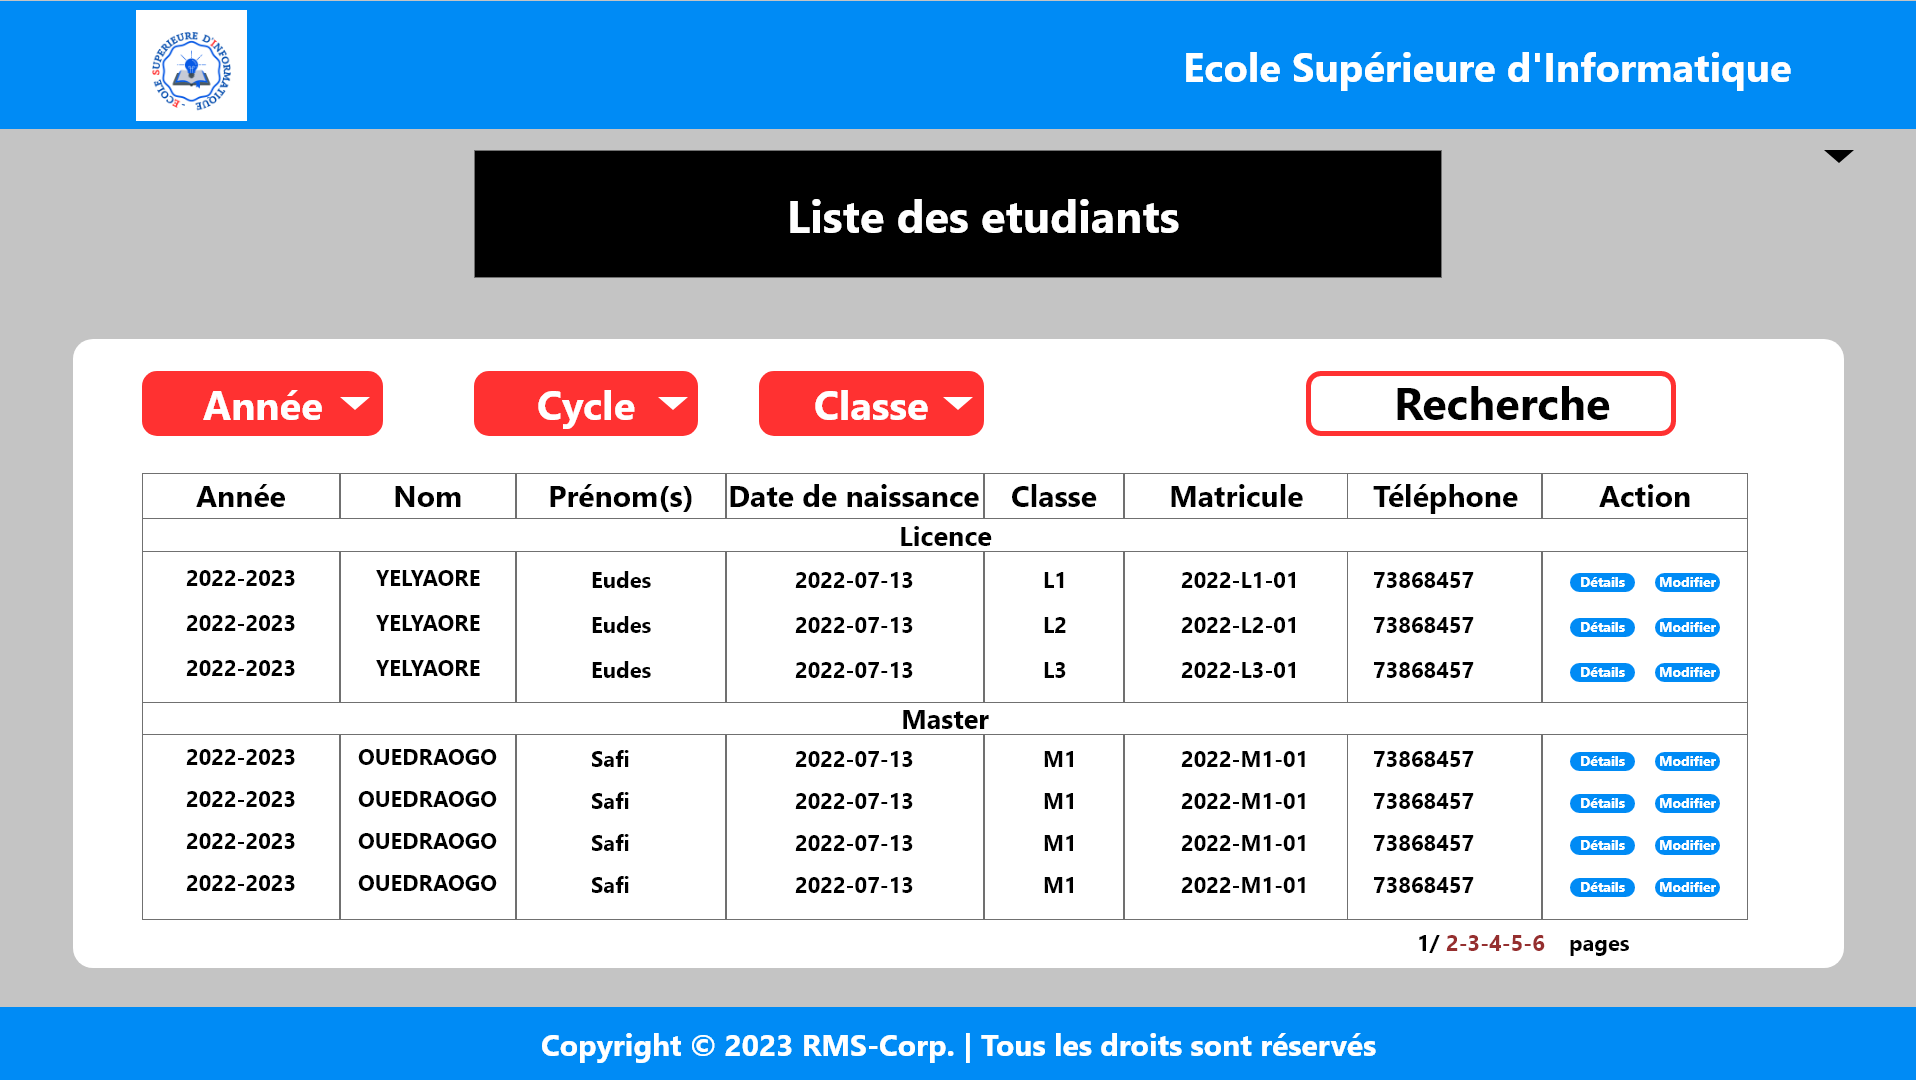 ECOLE SUPERIEURE D'INFORMATIQUE - E
Ecole Supérieure d'Informatique
Liste des etudiants
Année Cycle Classe Recherche
Année Nom Prénom(s) Date de naissance Classe Matricule Téléphone Action
Licence
2022-2023 YELYAORE Eudes 2022-07-13 L1 2022-L1-01 73868457 Détails Modifier
2022-2023 YELYAORE Eudes 2022-07-13 L2 2022-L2-01 73868457 Détails Modifier
2022-2023 YELYAORE Eudes 2022-07-13 L3 2022-L3-01 73868457 Détails Modifier
Master
2022-2023 OUEDRAOGO Safi 2022-07-13 M1 2022-M1-01 73868457 Détails Modifier
2022-2023 OUEDRAOGO Safi 2022-07-13 M1 2022-M1-01 73868457 Détails Modifier
2022-2023 OUEDRAOGO Safi 2022-07-13 M1 2022-M1-01 73868457 Détails Modifier
2022-2023 OUEDRAOGO Safi 2022-07-13 M1 2022-M1-01 73868457 Détails Modifier
1/ 2-3-4-5-6 pages
Copyright © 2023 RMS-Corp. | Tous les droits sont réservés